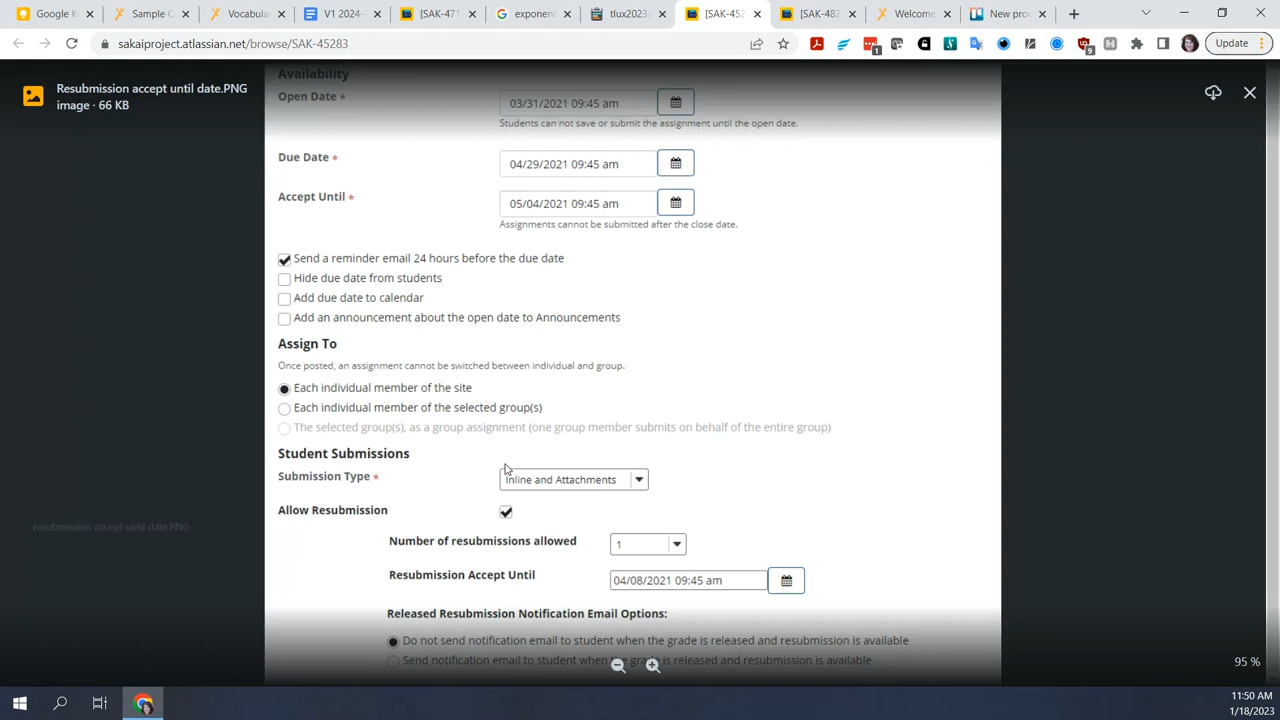 Google K
Sample C
Vocabular
V1 2024-
[SAK-47
exponent
tlux2023
[SAK-452
[SAK-482
Welcome
New proc
sakaiproject.atlassian.net/browse/SAK-45283
1
9
Update
Resubmission accept until date.PNG
image · 66 KB
Availability
Open Date *
03/31/2021 09:45 am
Students can not save or submit the assignment until the open date.
Due Date *
04/29/2021 09:45 am
Accept Until *
05/04/2021 09:45 am
Assignments cannot be submitted after the close date.
Send a reminder email 24 hours before the due date
Hide due date from students
Add due date to calendar
Add an announcement about the open date to Announcements
Assign To
Once posted, an assignment cannot be switched between individual and group.
Each individual member of the site
Each individual member of the selected group(s)
The selected group(s), as a group assignment (one group member submits on behalf of the entire group)
Student Submissions
Submission Type *
Inline and Attachments
resubmission accept until date.PNG
Allow Resubmission
Number of resubmissions allowed
1
Resubmission Accept Until
04/08/2021 09:45 am
Released Resubmission Notification Email Options:
Do not send notification email to student when the grade is released and resubmission is available
Send notification email to student when the grade is released and resubmission is available
95 %
11:50 AM
1/18/2023